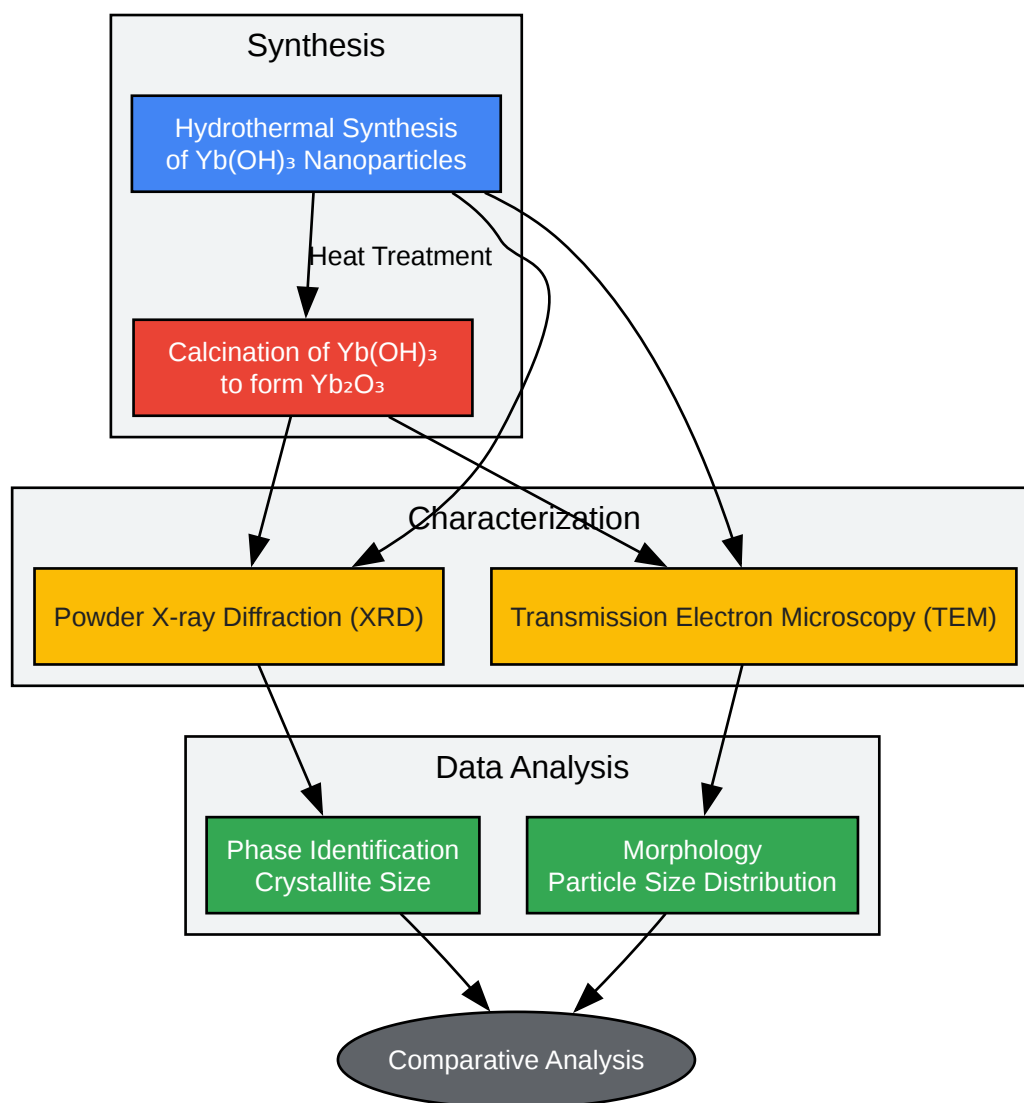 Synthesis
Hydrothermal Synthesis
of Yb(OH)₃ Nanoparticles
Heat Treatment
Calcination of Yb(OH)₃
to form Yb₂O₃
Characterization
Powder X-ray Diffraction (XRD)
Transmission Electron Microscopy (TEM)
Data Analysis
Phase Identification
Crystallite Size
Morphology
Particle Size Distribution
Comparative Analysis